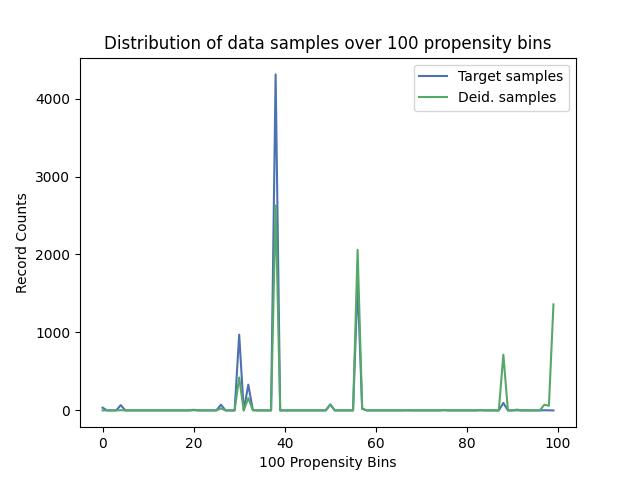 Distribution of data samples over 100 propensity bins
Target samples
Deid. samples
4000
3000
2000
1000
0
Record Counts
0 20 40 60 80 100
100 Propensity Bins